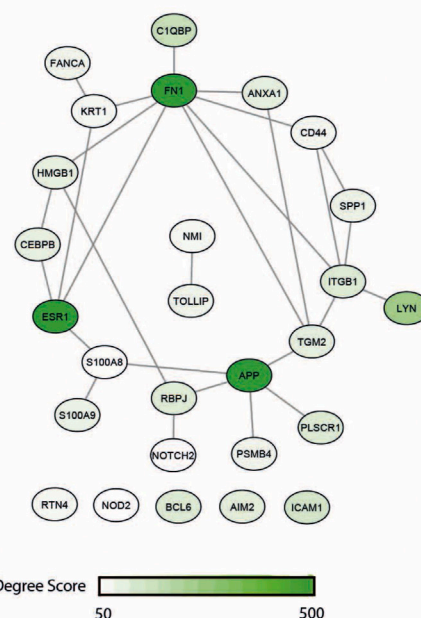 C1QBP
FANCA
FN1
ANXA1
KRT1
CD44
HMGB1
SPP1
NMI
CEBPB
ITGB1
TOLLIP
LYN
ESR1
TGM2
S100A8
APP
RBPJ
S100A9
PLSCR1
NOTCH2
PSMB4
RTN4 NOD2 BCL6 AIM2 ICAM1
Degree Score
50 500